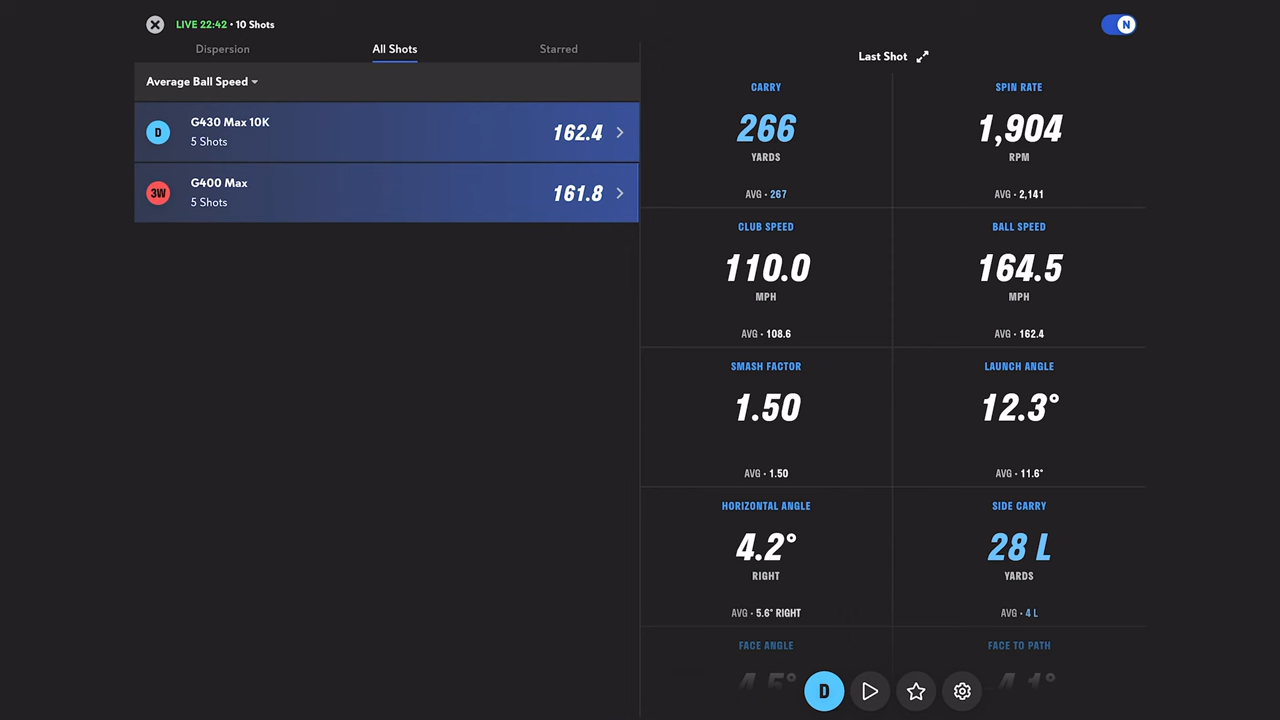 LIVE 22:42 • 10 Shots
N
Dispersion
All Shots
Starred
Average Ball Speed
D
G430 Max 10K
5 Shots
162.4
3W
G400 Max
5 Shots
161.8
Last Shot
CARRY
266
YARDS
AVG • 267
SPIN RATE
1,904
RPM
AVG • 2,141
CLUB SPEED
110.0
MPH
AVG • 108.6
BALL SPEED
164.5
MPH
AVG • 162.4
SMASH FACTOR
1.50
AVG • 1.50
LAUNCH ANGLE
12.3°
AVG • 11.6°
HORIZONTAL ANGLE
4.2°
RIGHT
AVG • 5.6° RIGHT
SIDE CARRY
28 L
YARDS
AVG • 4 L
FACE ANGLE
4.5°
FACE TO PATH
4.1°
D